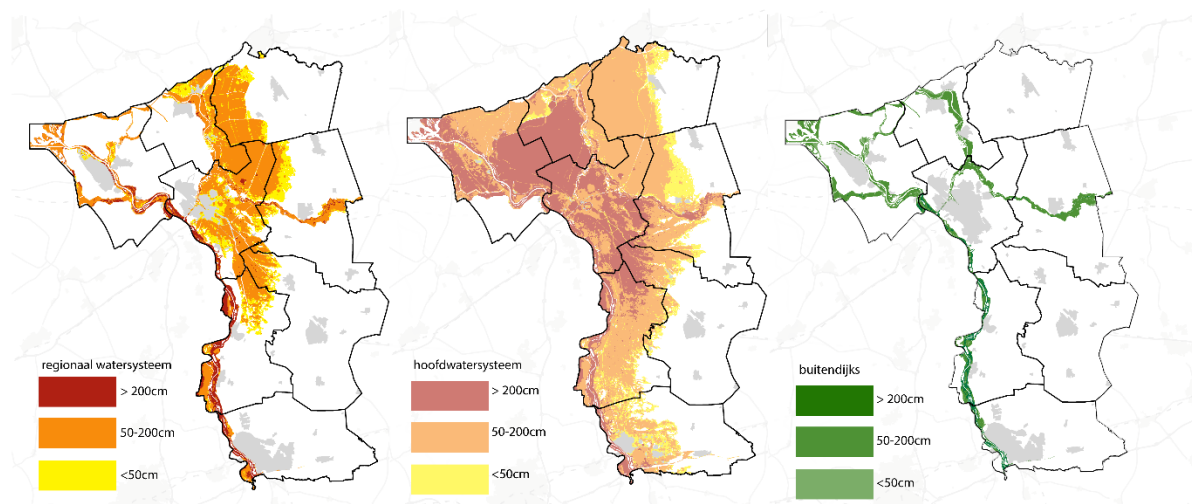 regionaal watersysteem
> 200cm
50-200cm
<50cm
hoofdwatersysteem
> 200cm
50-200cm
<50cm
buitendijks
> 200cm
50-200cm
<50cm